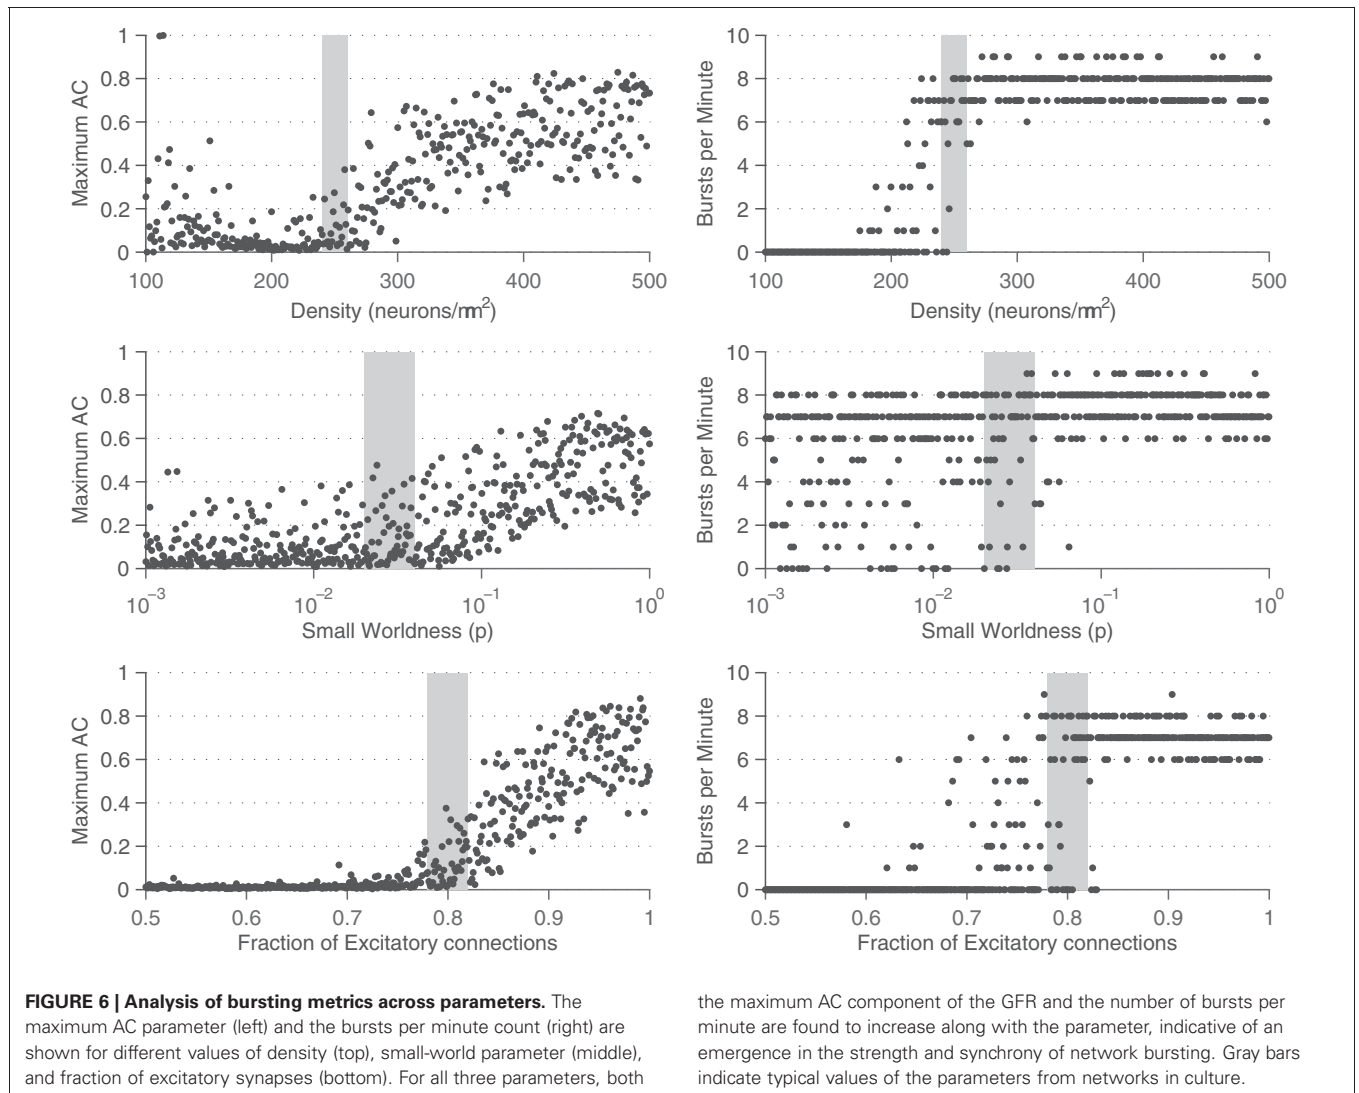 1
0.8
0.6
0.4
0.2
0
Maximum AC
100 200 300 400 500
Density (neurons/mm²)
10
8
6
4
2
0
Bursts per Minute
100 200 300 400 500
Density (neurons/mm²)
1
0.8
0.6
0.4
0.2
0
Maximum AC
10⁻³ 10⁻² 10⁻¹ 10⁰
Small Worldness (p)
10
8
6
4
2
0
Bursts per Minute
10⁻³ 10⁻² 10⁻¹ 10⁰
Small Worldness (p)
1
0.8
0.6
0.4
0.2
0
Maximum AC
0.5 0.6 0.7 0.8 0.9 1
Fraction of Excitatory connections
10
8
6
4
2
0
Bursts per Minute
0.5 0.6 0.7 0.8 0.9 1
Fraction of Excitatory connections
FIGURE 6 | Analysis of bursting metrics across parameters. The
maximum AC parameter (left) and the bursts per minute count (right) are
shown for different values of density (top), small-world parameter (middle),
and fraction of excitatory synapses (bottom). For all three parameters, both
the maximum AC component of the GFR and the number of bursts per
minute are found to increase along with the parameter, indicative of an
emergence in the strength and synchrony of network bursting. Gray bars
indicate typical values of the parameters from networks in culture.